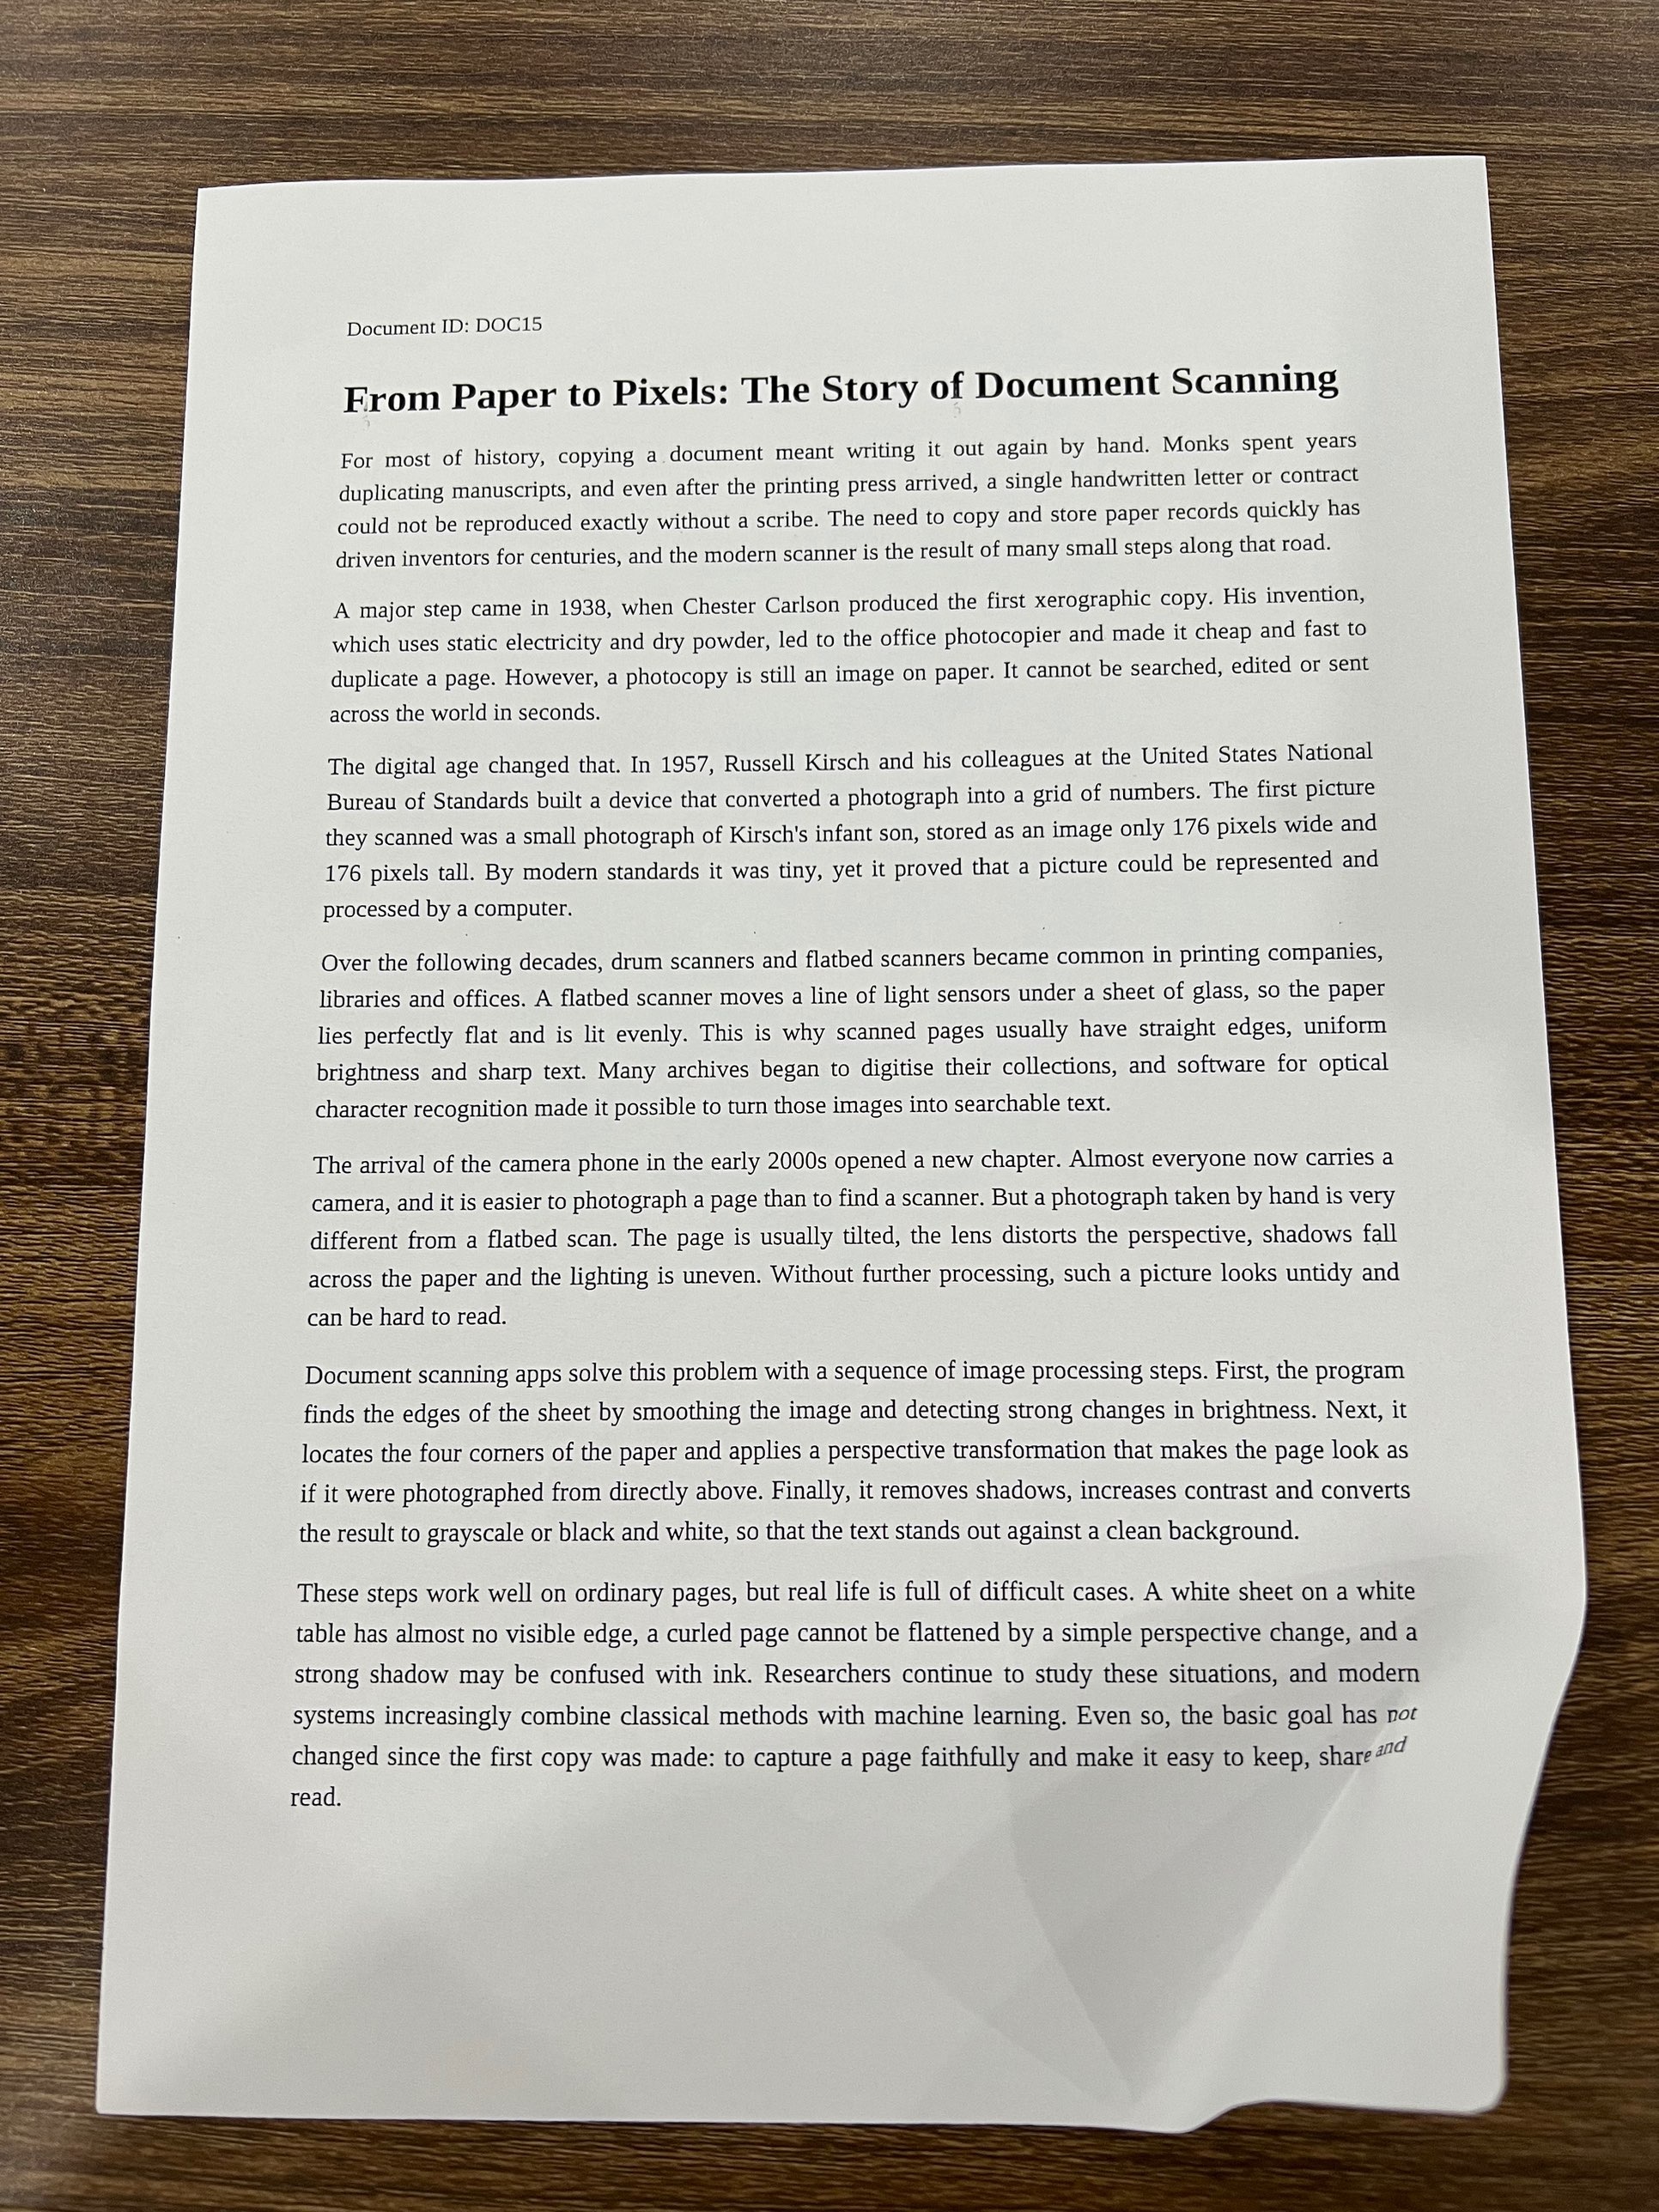 Document ID: DOC15
From Paper to Pixels: The Story of Document Scanning
For most of history, copying a document meant writing it out again by hand. Monks spent years
duplicating manuscripts, and even after the printing press arrived, a single handwritten letter or contract
could not be reproduced exactly without a scribe. The need to copy and store paper records quickly has
driven inventors for centuries, and the modern scanner is the result of many small steps along that road.
A major step came in 1938, when Chester Carlson produced the first xerographic copy. His invention,
which uses static electricity and dry powder, led to the office photocopier and made it cheap and fast to
duplicate a page. However, a photocopy is still an image on paper. It cannot be searched, edited or sent
across the world in seconds.
The digital age changed that. In 1957, Russell Kirsch and his colleagues at the United States National
Bureau of Standards built a device that converted a photograph into a grid of numbers. The first picture
they scanned was a small photograph of Kirsch's infant son, stored as an image only 176 pixels wide and
176 pixels tall. By modern standards it was tiny, yet it proved that a picture could be represented and
processed by a computer.
Over the following decades, drum scanners and flatbed scanners became common in printing companies,
libraries and offices. A flatbed scanner moves a line of light sensors under a sheet of glass, so the paper
lies perfectly flat and is lit evenly. This is why scanned pages usually have straight edges, uniform
brightness and sharp text. Many archives began to digitise their collections, and software for optical
character recognition made it possible to turn those images into searchable text.
The arrival of the camera phone in the early 2000s opened a new chapter. Almost everyone now carries a
camera, and it is easier to photograph a page than to find a scanner. But a photograph taken by hand is very
different from a flatbed scan. The page is usually tilted, the lens distorts the perspective, shadows fall
across the paper and the lighting is uneven. Without further processing, such a picture looks untidy and
can be hard to read.
Document scanning apps solve this problem with a sequence of image processing steps. First, the program
finds the edges of the sheet by smoothing the image and detecting strong changes in brightness. Next, it
locates the four corners of the paper and applies a perspective transformation that makes the page look as
if it were photographed from directly above. Finally, it removes shadows, increases contrast and converts
the result to grayscale or black and white, so that the text stands out against a clean background.
These steps work well on ordinary pages, but real life is full of difficult cases. A white sheet on a white
table has almost no visible edge, a curled page cannot be flattened by a simple perspective change, and a
strong shadow may be confused with ink. Researchers continue to study these situations, and modern
systems increasingly combine classical methods with machine learning. Even so, the basic goal has not
changed since the first copy was made: to capture a page faithfully and make it easy to keep, share and
read.